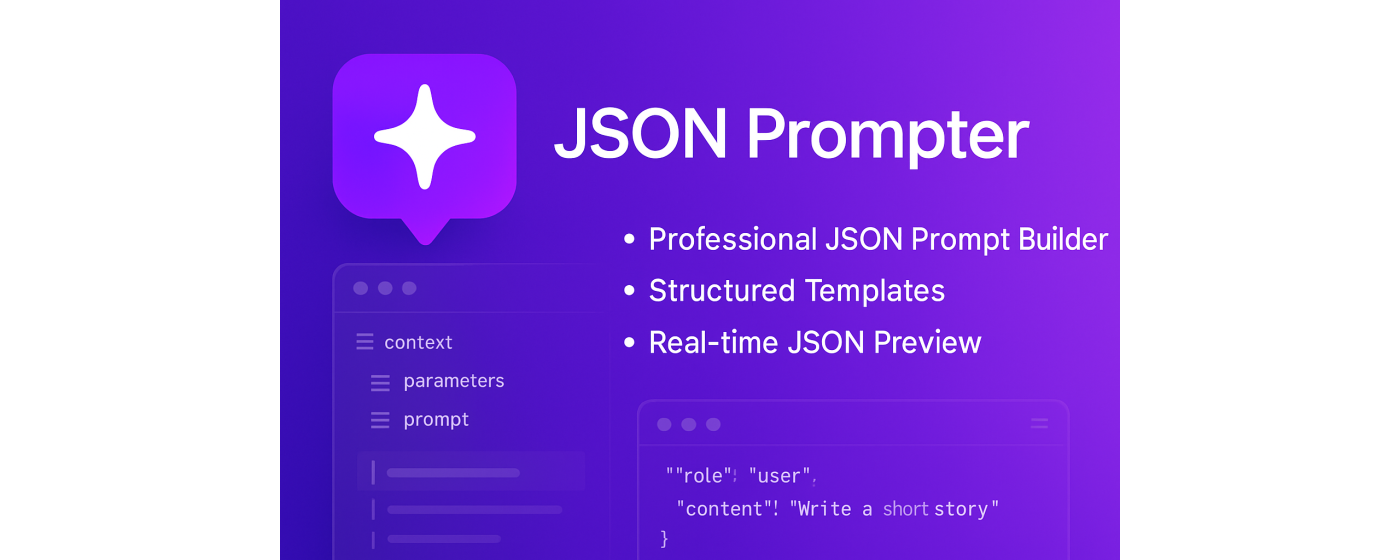 JSON Prompter
• Professional JSON Prompt Builder
• Structured Templates
• Real-time JSON Preview
context
parameters
prompt
""role"¦ "user",
"content"! "Write a short story"
}